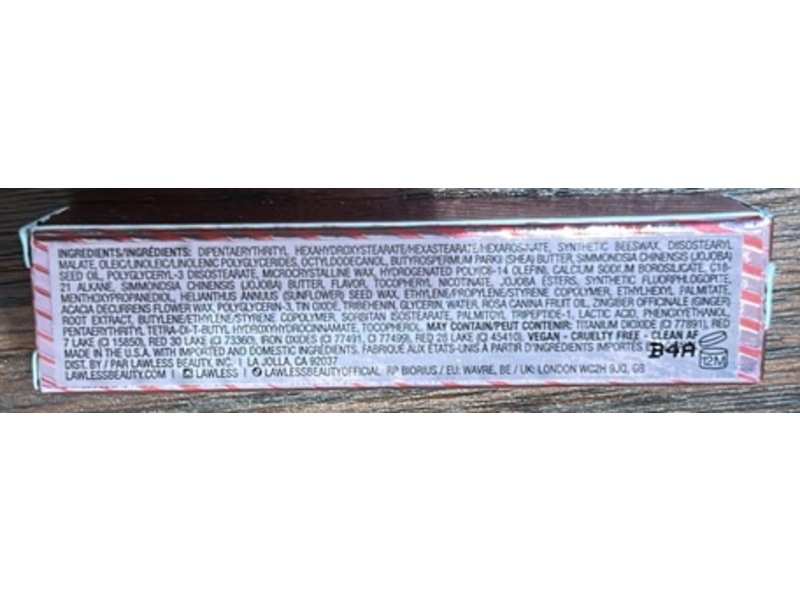 INGREDIENTS/INGRÉDIENTS: DIPENTAERYTHRITYL HEXAHYDROXYSTEARATE/HEXASTEARATE/HEXAROSINATE, SYNTHETIC BEESWAX, DIISOSTEARYL
MALATE, OLEIC/LINOLEIC/LINOLENIC POLYGLYCERIDES, OCTYLDODECANOL, BUTYROSPERMUM PARKII (SHEA) BUTTER, SIMMONDSIA CHINENSIS (JOJOBA)
SEED OIL, POLYGLYCERYL-3 DIISOSTEARATE, MICROCRYSTALLINE WAX, HYDROGENATED POLY(C6-14 OLEFIN), CALCIUM SODIUM BOROSILICATE, C18-
21 ALKANE, SIMMONDSIA CHINENSIS (JOJOBA) BUTTER, FLAVOR, TOCOPHERYL NICOTINATE, JOJOBA ESTERS, SYNTHETIC FLUORPHLOGOPITE
MENTHOXYPROPANEDIOL, HELIANTHUS ANNUUS (SUNFLOWER) SEED WAX, ETHYLENE/PROPYLENE/STYRENE COPOLYMER, ETHYLHEXYL PALMITATE,
ACACIA DECURRENS FLOWER WAX, POLYGLYCERIN-3, TIN OXIDE, TRIBEHENIN, GLYCERIN, WATER, ROSA CANINA FRUIT OIL, ZINGIBER OFFICINALE (GINGER)
ROOT EXTRACT, BUTYLENE/ETHYLENE/STYRENE COPOLYMER, SORBITAN ISOSTEARATE, PALMITOYL TRIPEPTIDE-1, LACTIC ACID, PHENOXYETHANOL,
PENTAERYTHRITYL TETRA-DI-T-BUTYL HYDROXYHYDROCINNAMATE, TOCOPHEROL. MAY CONTAIN/PEUT CONTENIR: TITANIUM DIOXIDE (CI 77891), RED
7 LAKE (CI 15850), RED 30 LAKE (CI 73360), IRON OXIDES (CI 77491, CI 77499), RED 28 LAKE (CI 45410). VEGAN - CRUELTY FREE - CLEAN AF
MADE IN THE U.S.A. WITH IMPORTED AND DOMESTIC INGREDIENTS. FABRIQUÉ AUX ÉTATS-UNIS À PARTIR D'INGRÉDIENTS IMPORTÉS
B4A 12M
DIST. BY / PAR LAWLESS BEAUTY, INC. | LA JOLLA, CA 92037
LAWLESSBEAUTY.COM | LAWLESS | LAWLESSBEAUTYOFFICIAL RP BIORIUS / EU: WAVRE, BE / UK: LONDON WC2H 9JQ, GB